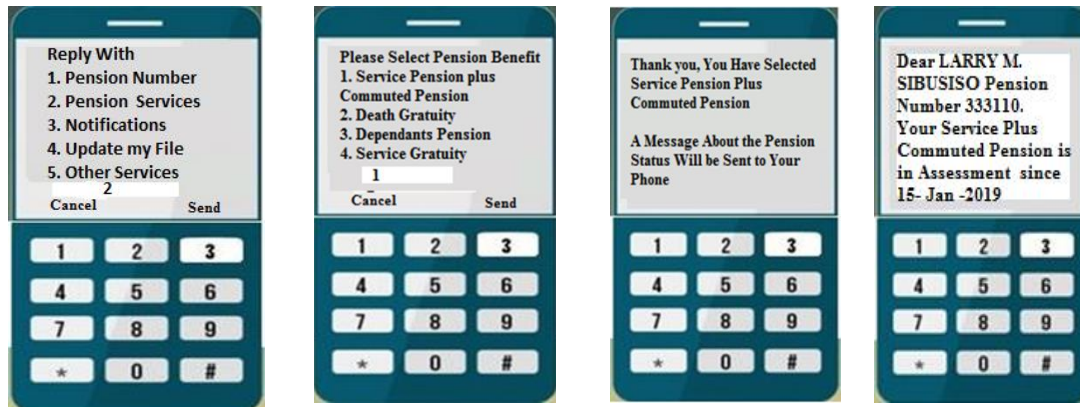 Reply With
1. Pension Number
2. Pension Services
3. Notifications
4. Update my File
5. Other Services
2
Cancel Send
1 2 3
4 5 6
7 8 9
* 0 #
Please Select Pension Benefit
1. Service Pension plus
Commuted Pension
2. Death Gratuity
3. Dependants Pension
4. Service Gratuity
1
Cancel Send
1 2 3
4 5 6
7 8 9
* 0 #
Thank you, You Have Selected
Service Pension Plus
Commuted Pension
A Message About the Pension
Status Will be Sent to Your
Phone
1 2 3
4 5 6
7 8 9
* 0 #
Dear LARRY M.
SIBUSISO Pension
Number 333110.
Your Service Plus
Commuted Pension is
in Assessment since
15- Jan -2019
1 2 3
4 5 6
7 8 9
* 0 #